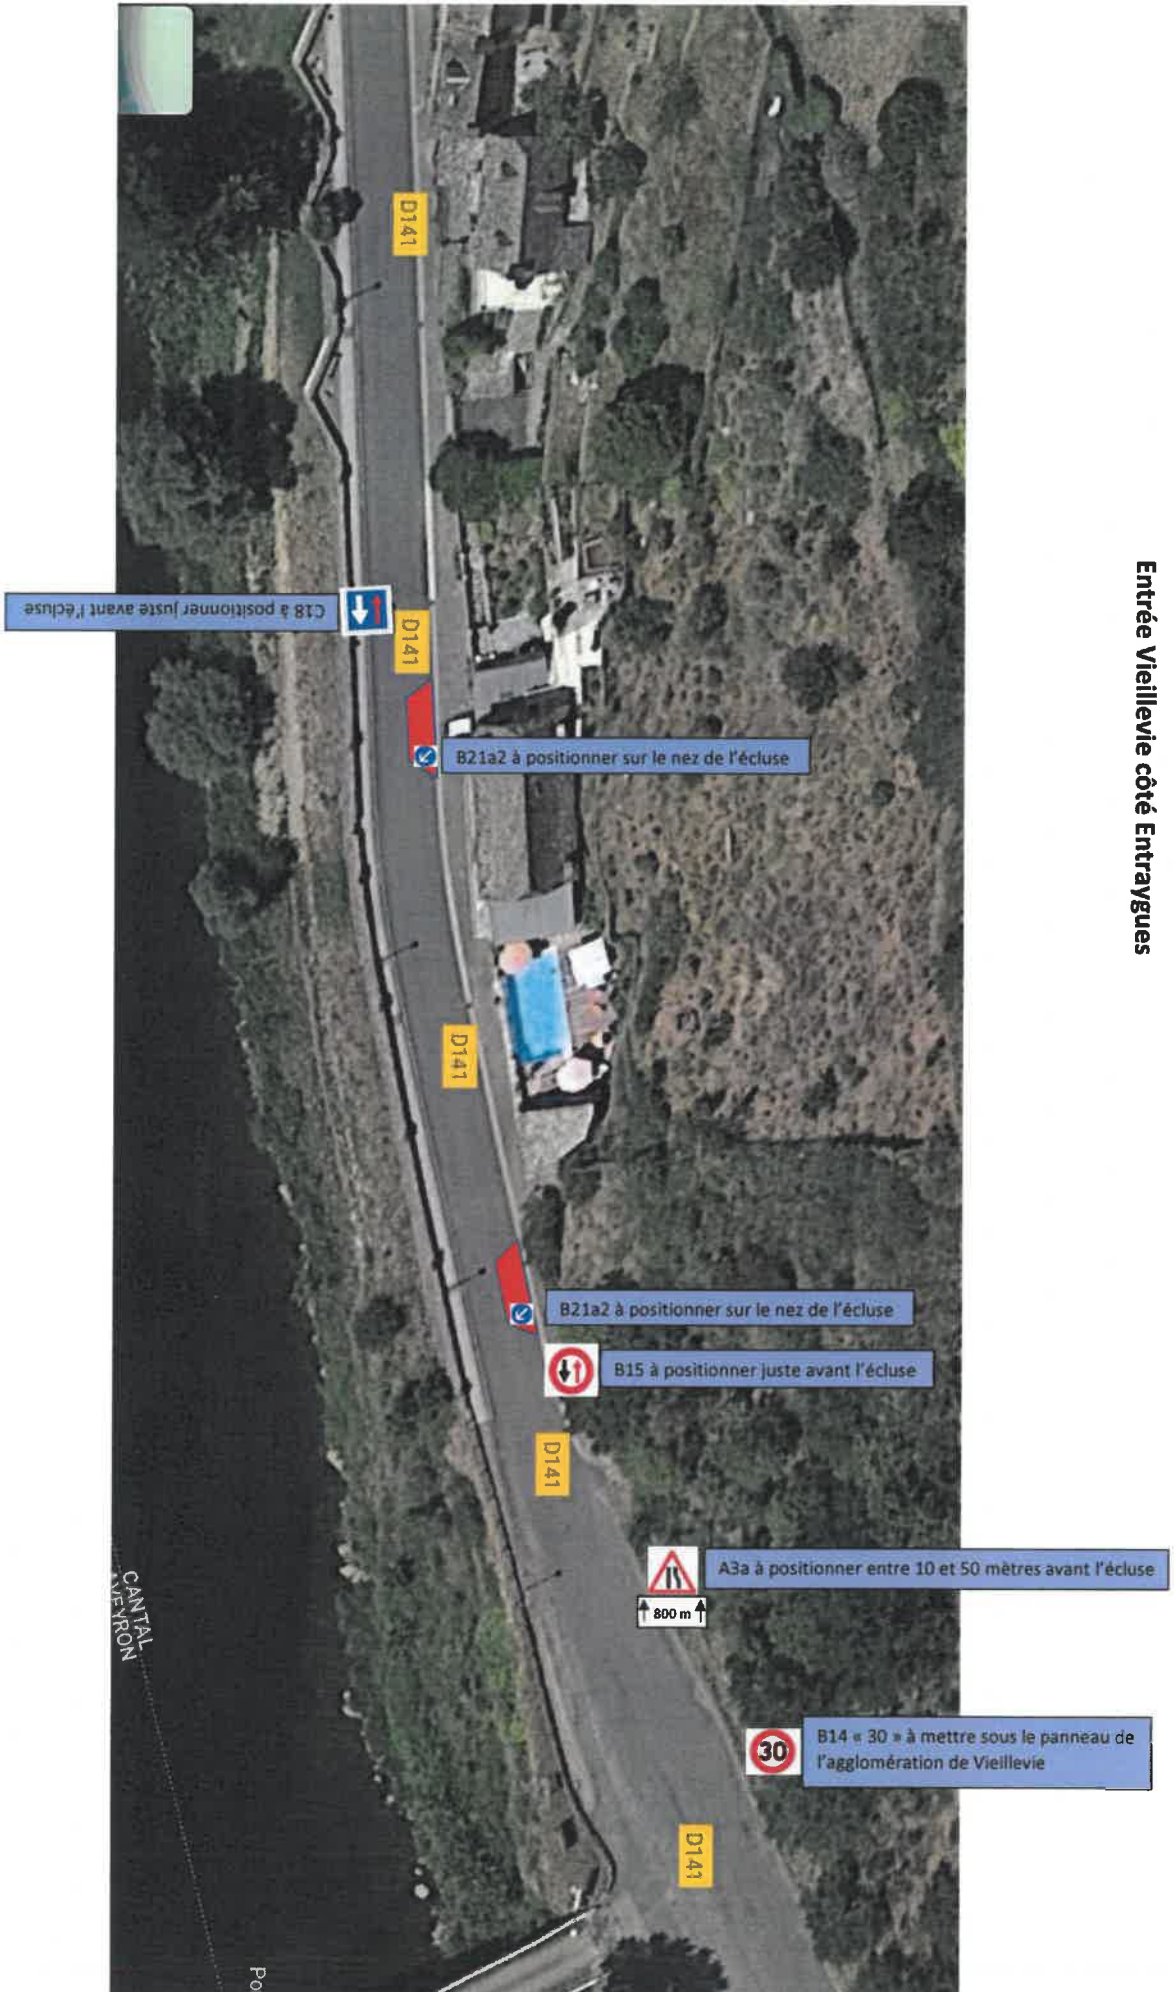 Entrée Vieillevie côté Entraygues
D141
C18 à positionner juste avant l'écluse
D141
B21a2 à positionner sur le nez de l'écluse
D141
B21a2 à positionner sur le nez de l'écluse
B15 à positionner juste avant l'écluse
D141
A3a à positionner entre 10 et 50 mètres avant l'écluse
800 m
B14 « 30 » à mettre sous le panneau de
l'agglomération de Vieillevie
30
D141
CANTAL
AVEYRON
Po